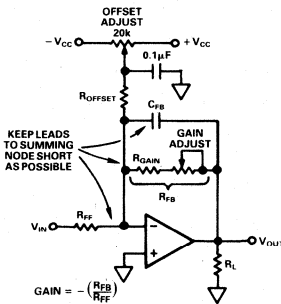 OFFSET
ADJUST
20k
−VCC
+VCC
0.1µF
ROFFSET
CFB
KEEP LEADS
TO SUMMING
NODE SHORT
AS POSSIBLE
GAIN
ADJUST
RGAIN
RFB
VIN
RFF
−
+
VOUT
RL
GAIN = −(RFB/RFF)